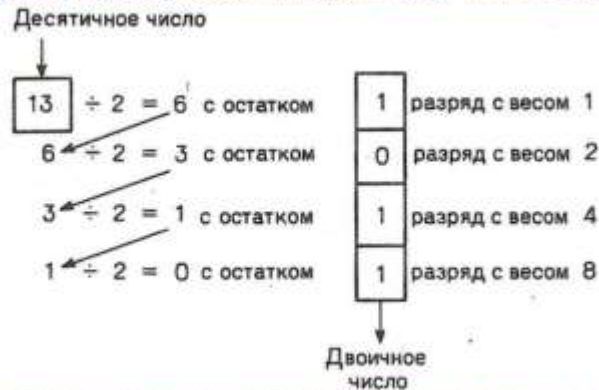 Десятичное число
13 ÷ 2 = 6 с остатком 1 разряд с весом 1
6 ÷ 2 = 3 с остатком 0 разряд с весом 2
3 ÷ 2 = 1 с остатком 1 разряд с весом 4
1 ÷ 2 = 0 с остатком 1 разряд с весом 8
Двоичное
число